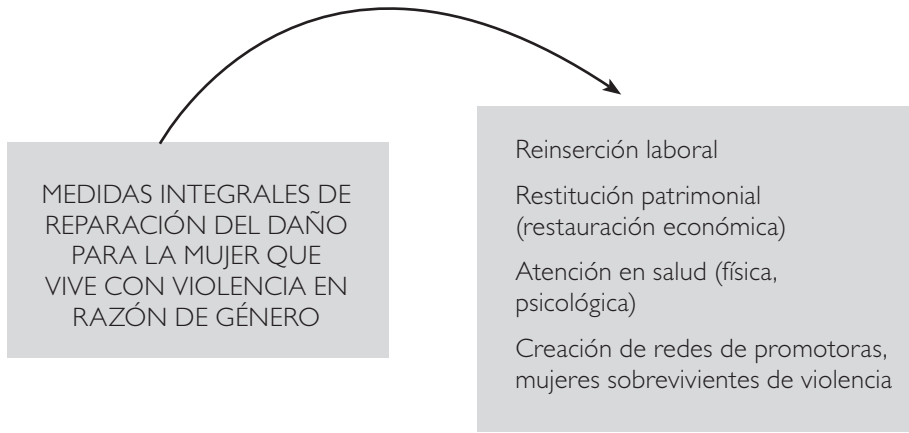 MEDIDAS INTEGRALES DE
REPARACIÓN DEL DAÑO
PARA LA MUJER QUE
VIVE CON VIOLENCIA EN
RAZÓN DE GÉNERO
Reinserción laboral
Restitución patrimonial
(restauración económica)
Atención en salud (física,
psicológica)
Creación de redes de promotoras,
mujeres sobrevivientes de violencia